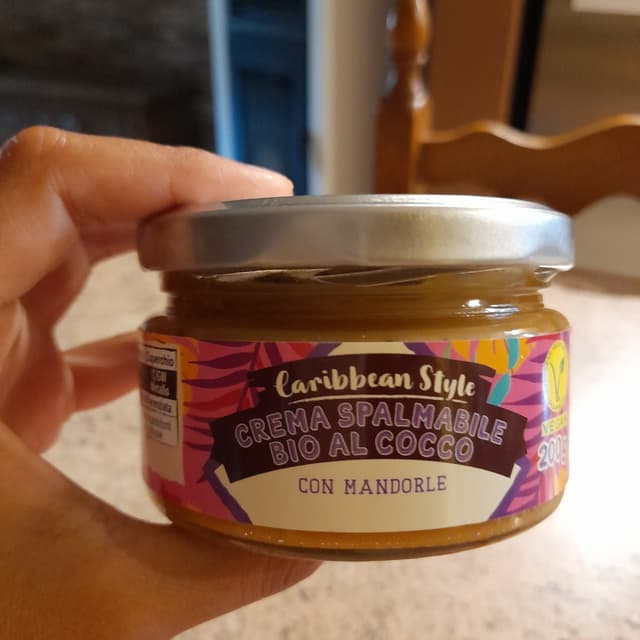 Caribbean Style
CREMA SPALMABILE
BIO AL COCCO
CON MANDORLE
V
200g